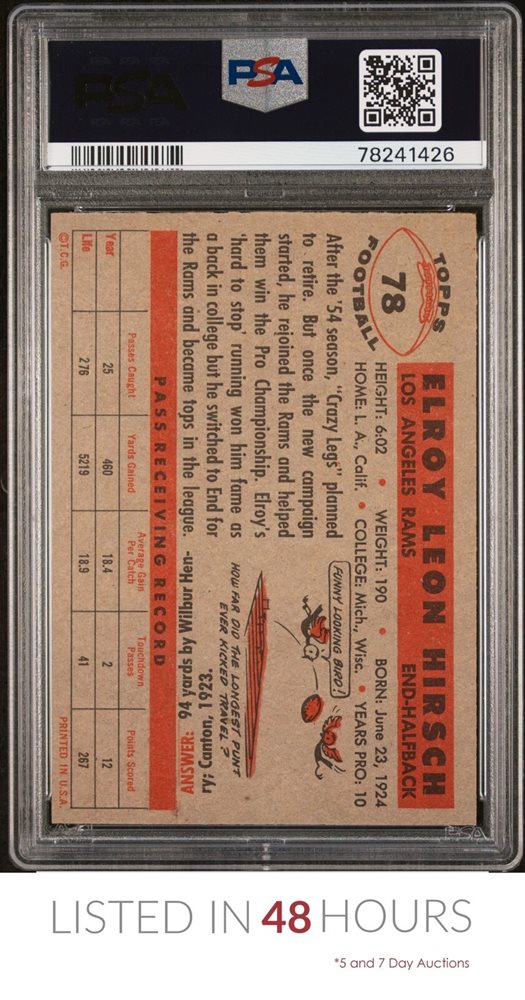 PSA
PSA
78241426
TOPPS
78
FOOTBALL
ELROY LEON HIRSCH
LOS ANGELES RAMS END-HALFBACK
HEIGHT: 6:02 • WEIGHT: 190 • BORN: June 23, 1924
HOME: L. A., Calif. • COLLEGE: Mich., Wisc. • YEARS PRO: 10
After the '54 season, "Crazy Legs" planned
to retire. But once the new campaign
started, he rejoined the Rams and helped
them win the Pro Championship. Elroy's
'hard to stop' running won him fame as
a back in college but he switched to End for
the Rams and became tops in the league.
FUNNY LOOKING BIRD!
HOW FAR DID THE LONGEST PUNT
EVER KICKED TRAVEL?
ANSWER: 94 yards by Wilbur Hen-
ry: Canton, 1923.
PASS RECEIVING RECORD
Year Passes Caught Yards Gained Average Gain Per Catch Touchdown Passes Points Scored
Year 25 460 18.4 2 12
Life 276 5219 18.9 41 267
©T.C.G. PRINTED IN U.S.A.
PSA
LISTED IN 48 HOURS
*5 and 7 Day Auctions